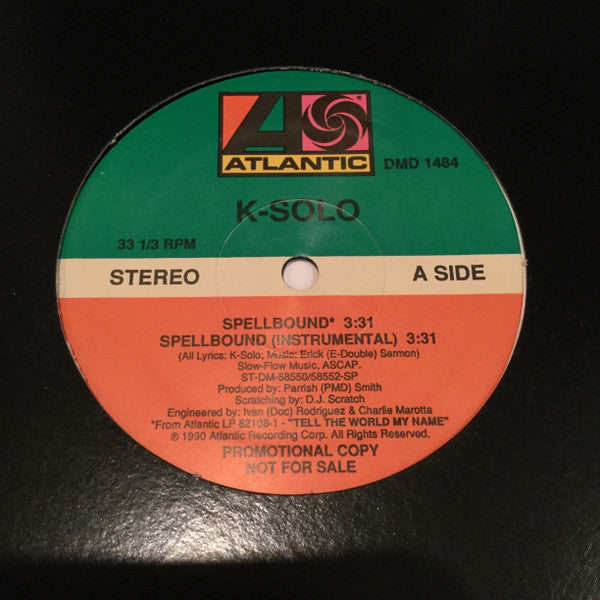 ATLANTIC
DMD 1484
K-SOLO
33 1/3 RPM
STEREO
A SIDE
SPELLBOUND* 3:31
SPELLBOUND (INSTRUMENTAL) 3:31
(All Lyrics: K-Solo; Music: Erick (E-Double) Sermon)
Slow-Flow Music, ASCAP.
ST-DM-58550/58552-SP
Produced by: Parrish (PMD) Smith
Scratching by: D.J. Scratch
Engineered by: Ivan (Doc) Rodriguez & Charlie Marotta
*From Atlantic LP 82108-1 - "TELL THE WORLD MY NAME"
℗ 1990 Atlantic Recording Corp. All Rights Reserved.
PROMOTIONAL COPY
NOT FOR SALE